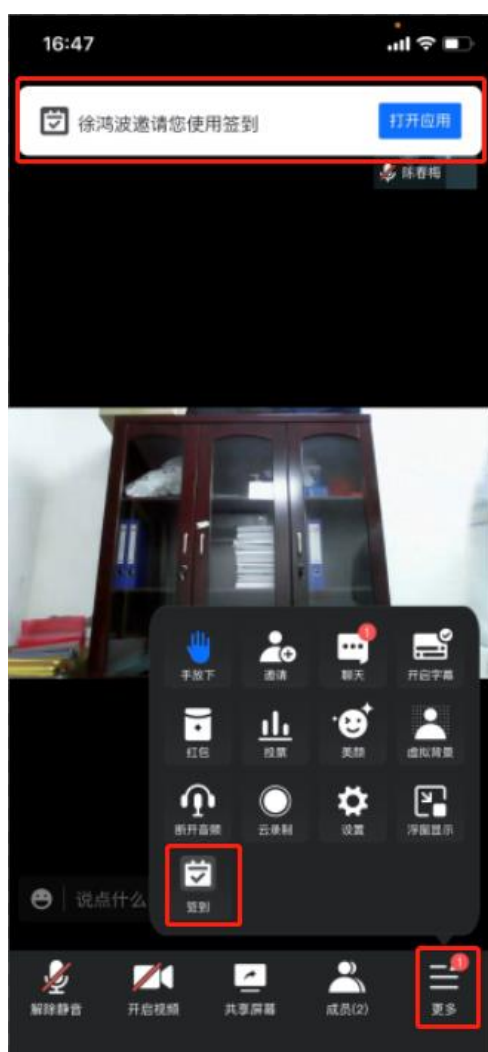 16:47
徐鸿波邀请您使用签到
打开应用
陈春梅
1
手放下
邀请
聊天
开启字幕
红包
投票
美颜
虚拟背景
断开音频
云录制
设置
浮窗显示
签到
说点什么
1
解除静音
开启视频
共享屏幕
成员(2)
更多